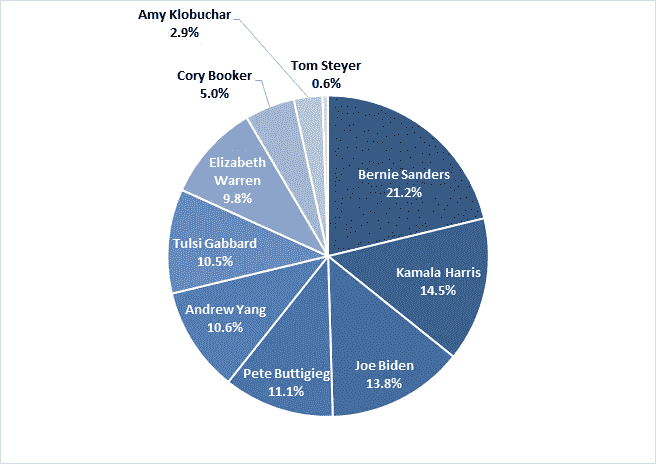 Amy Klobuchar
2.9%
Tom Steyer
0.6%
Cory Booker
5.0%
Elizabeth
Warren
9.8%
Bernie Sanders
21.2%
Tulsi Gabbard
10.5%
Kamala Harris
14.5%
Andrew Yang
10.6%
Pete Buttigieg
11.1%
Joe Biden
13.8%